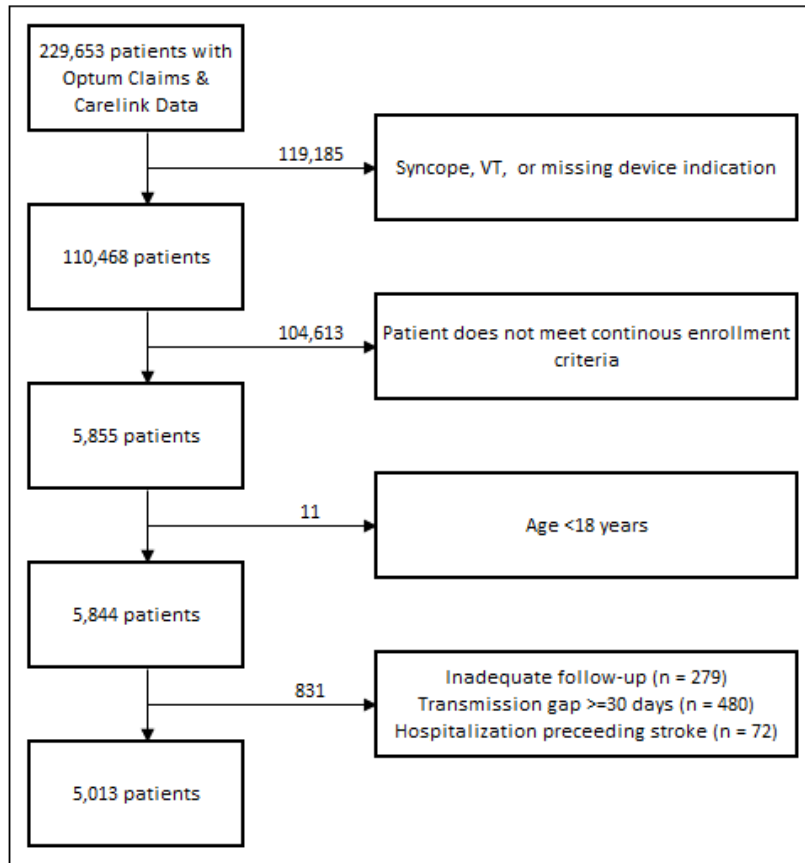 229,653 patients with
Optum Claims &
Carelink Data
119,185
Syncope, VT, or missing device indication
110,468 patients
104,613
Patient does not meet continous enrollment
criteria
5,855 patients
11
Age <18 years
5,844 patients
831
Inadequate follow-up (n = 279)
Transmission gap >=30 days (n = 480)
Hospitalization preceeding stroke (n = 72)
5,013 patients